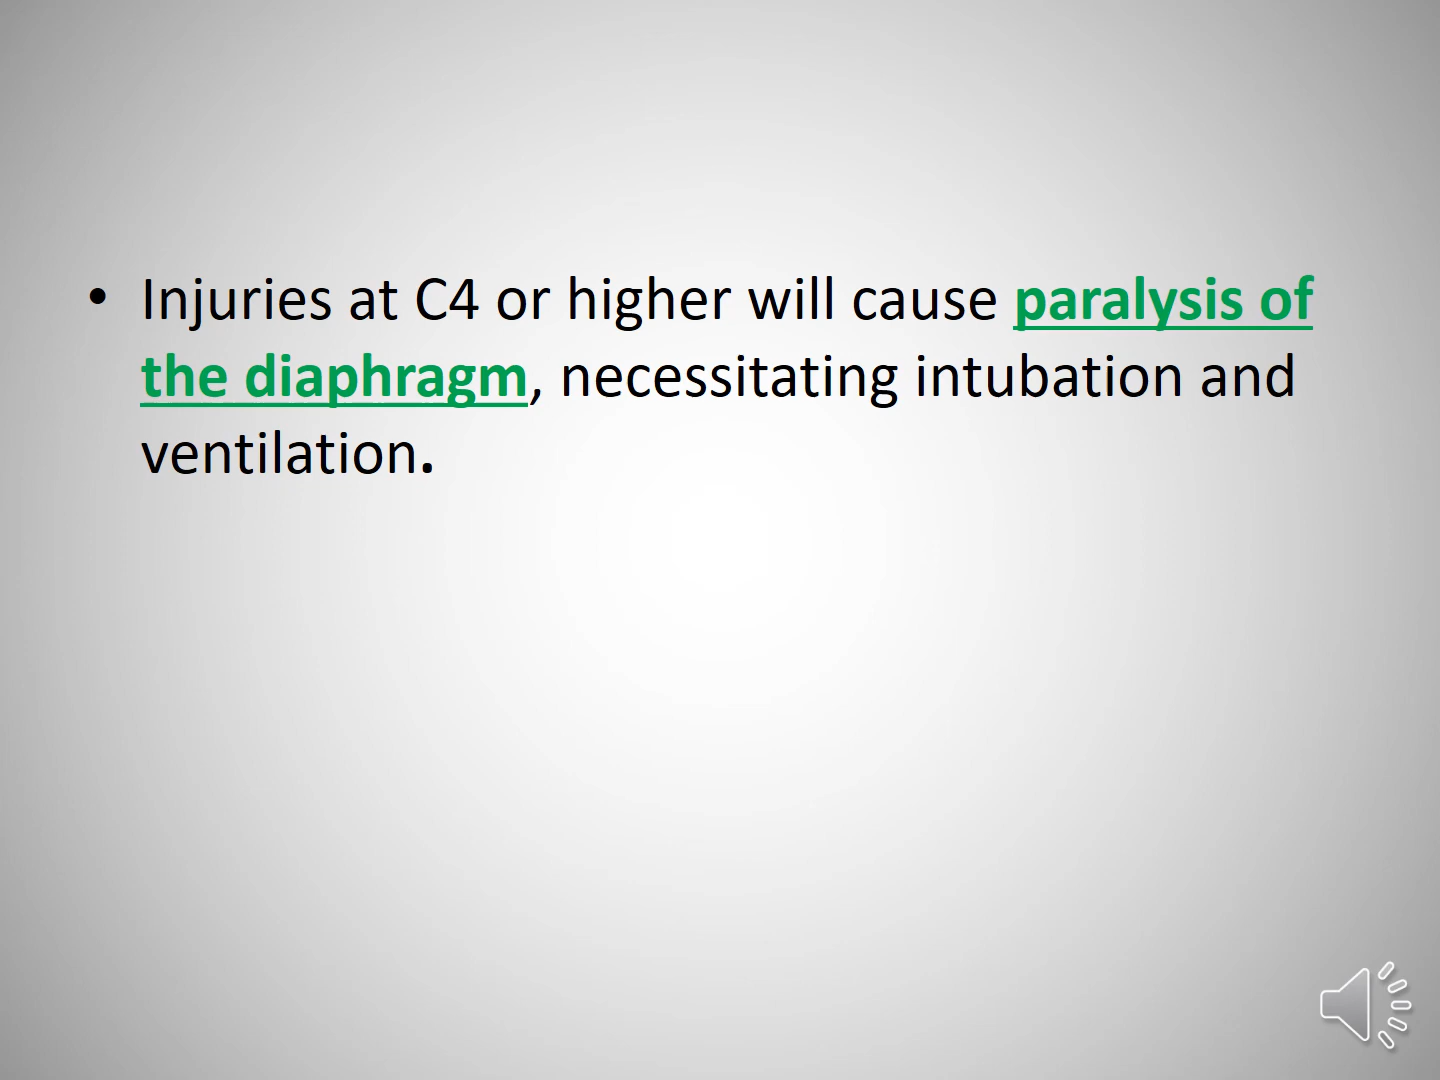 • Injuries at C4 or higher will cause paralysis of
the diaphragm, necessitating intubation and
ventilation.